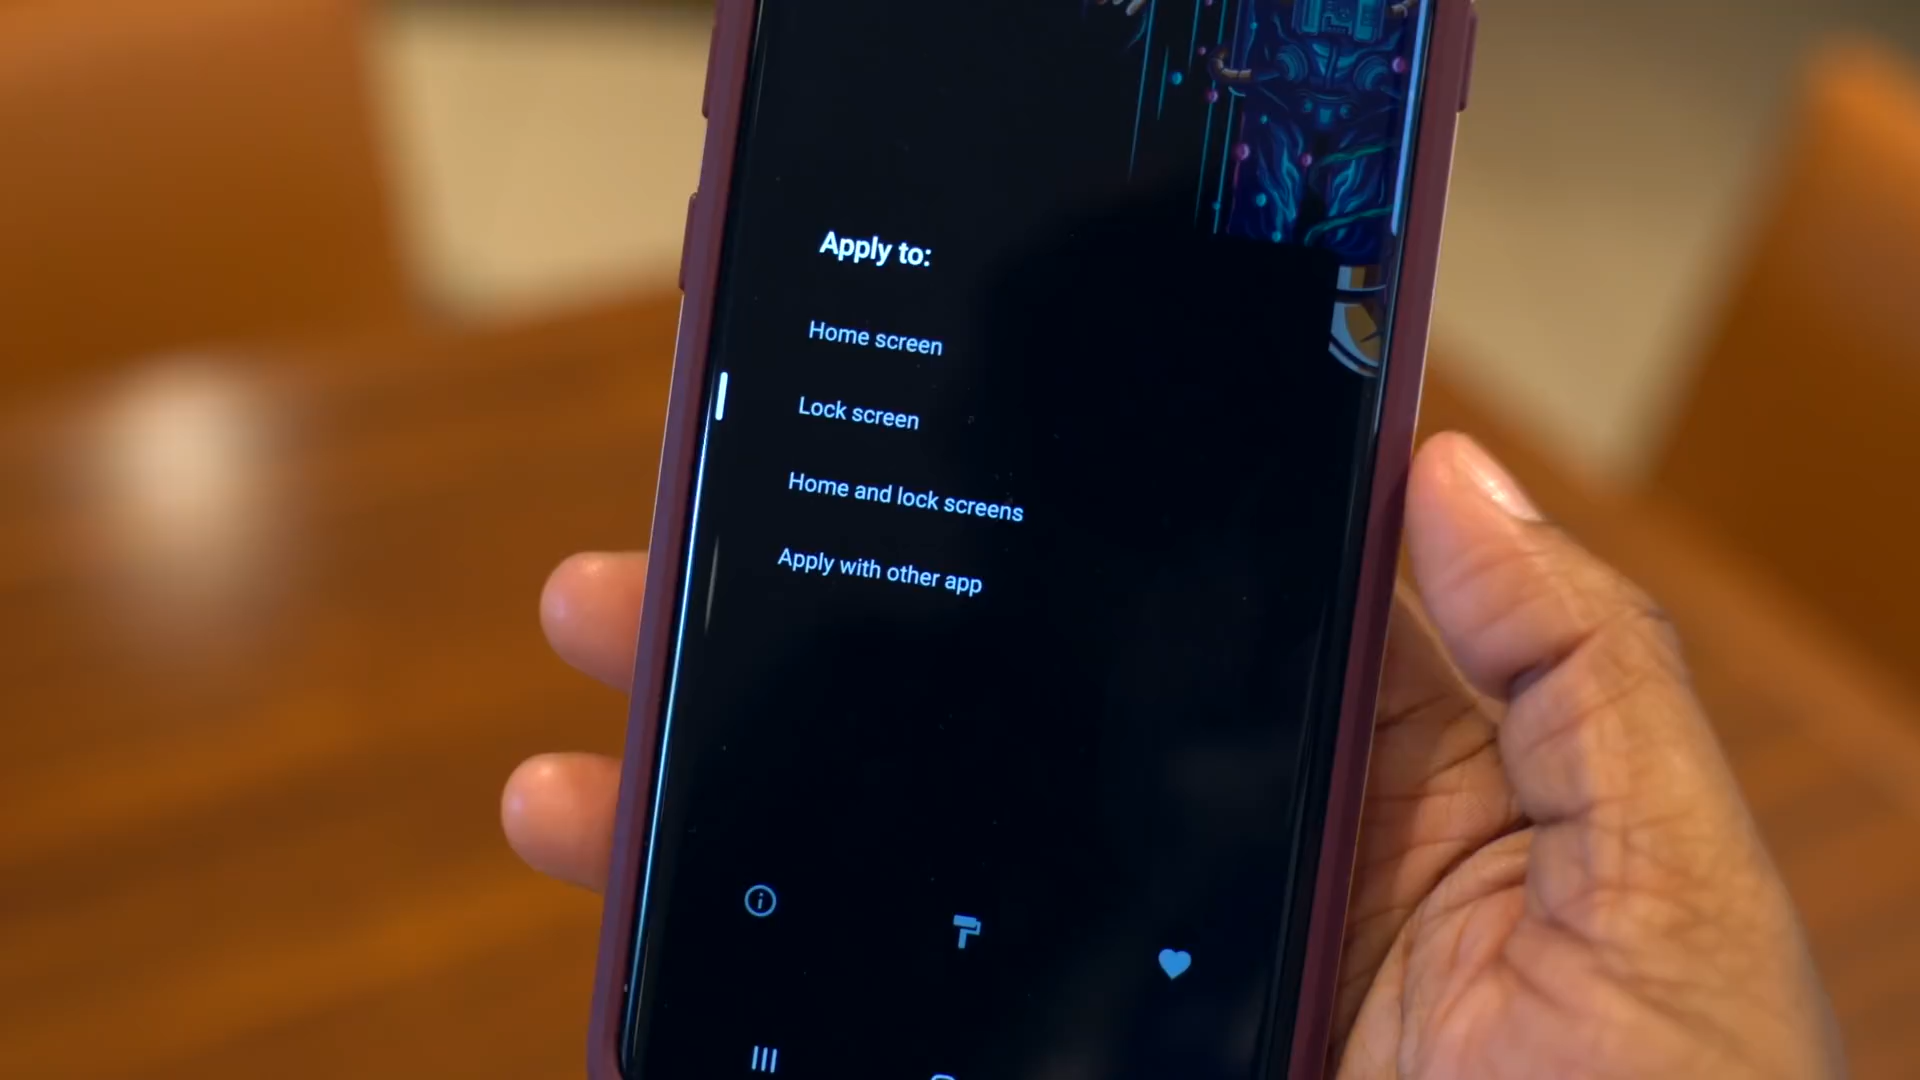 Apply to:
Home screen
Lock screen
Home and lock screens
Apply with other app